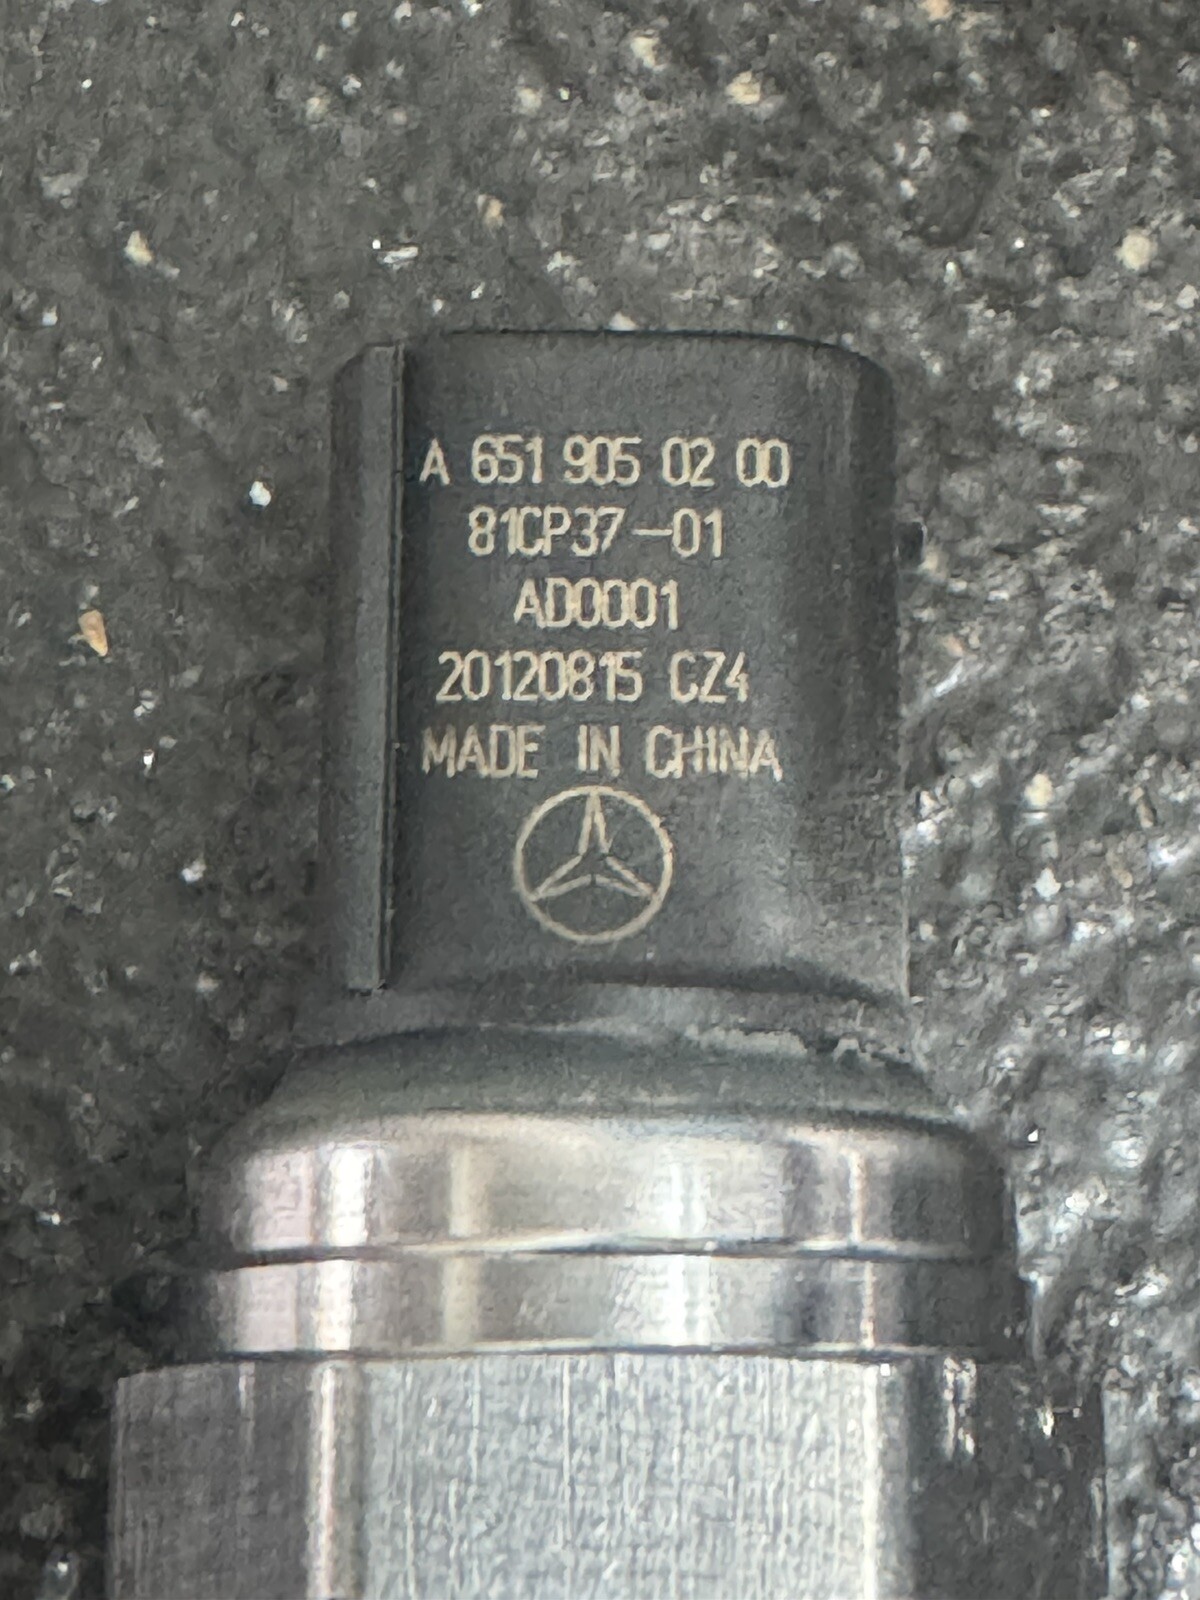 A 651 905 02 00
81CP37-01
AD0001
20120815 CZ4
MADE IN CHINA